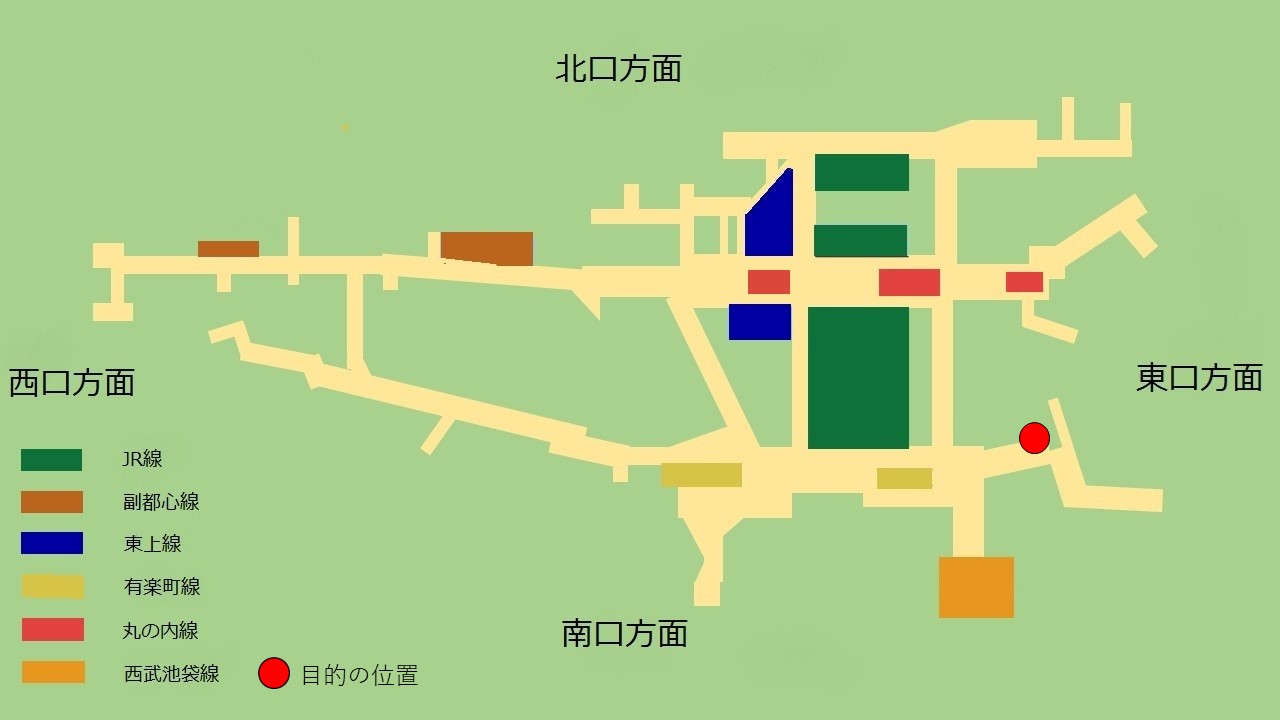 北口方面
西口方面
東口方面
JR線
副都心線
東上線
有楽町線
丸の内線
西武池袋線
目的の位置
南口方面